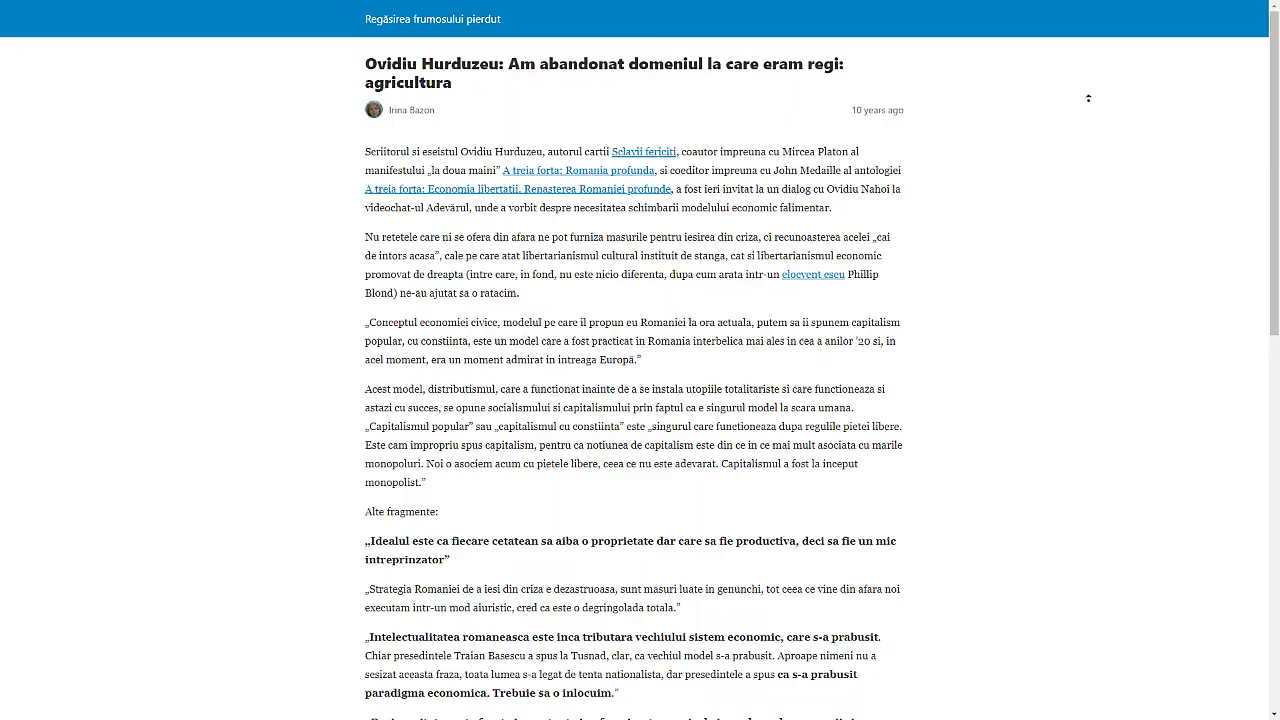 Regăsirea frumosului pierdut
Ovidiu Hurduzeu: Am abandonat domeniul la care eram regi:
agricultura
Irina Bazon
10 years ago
Scriitorul si eseistul Ovidiu Hurduzeu, autorul cartii Sclavii fericiti, coautor impreuna cu Mircea Platon al
manifestului „la doua maini” A treia forta: Romania profunda, si coeditor impreuna cu John Medaille al antologiei
A treia forta: Economia libertatii. Renasterea Romaniei profunde, a fost ieri invitat la un dialog cu Ovidiu Nahoi la
videochat-ul Adevărul, unde a vorbit despre necesitatea schimbarii modelului economic falimentar.
Nu retetele care ni se ofera din afara ne pot furniza masurile pentru iesirea din criza, ci recunoasterea acelei „cai
de intors acasa”, cale pe care atat libertarianismul cultural instituit de stanga, cat si libertarianismul economic
promovat de dreapta (intre care, in fond, nu este nicio diferenta, dupa cum arata intr-un elocvent eseu Phillip
Blond) ne-au ajutat sa o ratacim.
„Conceptul economiei civice, modelul pe care il propun eu Romaniei la ora actuala, putem sa ii spunem capitalism
popular, cu constiinta, este un model care a fost practicat in Romania interbelica mai ales in cea a anilor ’20 si, in
acel moment, era un moment admirat in intreaga Europă.”
Acest model, distributismul, care a functionat inainte de a se instala utopiile totalitariste si care functioneaza si
astazi cu succes, se opune socialismului si capitalismului prin faptul ca e singurul model la scara umana.
„Capitalismul popular” sau „capitalismul cu constiinta” este „singurul care functioneaza dupa regulile pietei libere.
Este cam impropriu spus capitalism, pentru ca notiunea de capitalism este din ce in ce mai mult asociata cu marile
monopoluri. Noi o asociem acum cu pietele libere, ceea ce nu este adevarat. Capitalismul a fost la inceput
monopolist.”
Alte fragmente:
„Idealul este ca fiecare cetatean sa aiba o proprietate dar care sa fie productiva, deci sa fie un mic
intreprinzator”
„Strategia Romaniei de a iesi din criza e dezastruoasa, sunt masuri luate in genunchi, tot ceea ce vine din afara noi
executam intr-un mod aiuristic, cred ca este o degringolada totala.”
„Intelectualitatea romaneasca este inca tributara vechiului sistem economic, care s-a prabusit.
Chiar presedintele Traian Basescu a spus la Tusnad, clar, ca vechiul model s-a prabusit. Aproape nimeni nu a
sesizat aceasta fraza, toata lumea s-a legat de tenta nationalista, dar presedintele a spus ca s-a prabusit
paradigma economica. Trebuie sa o inlocuim.”